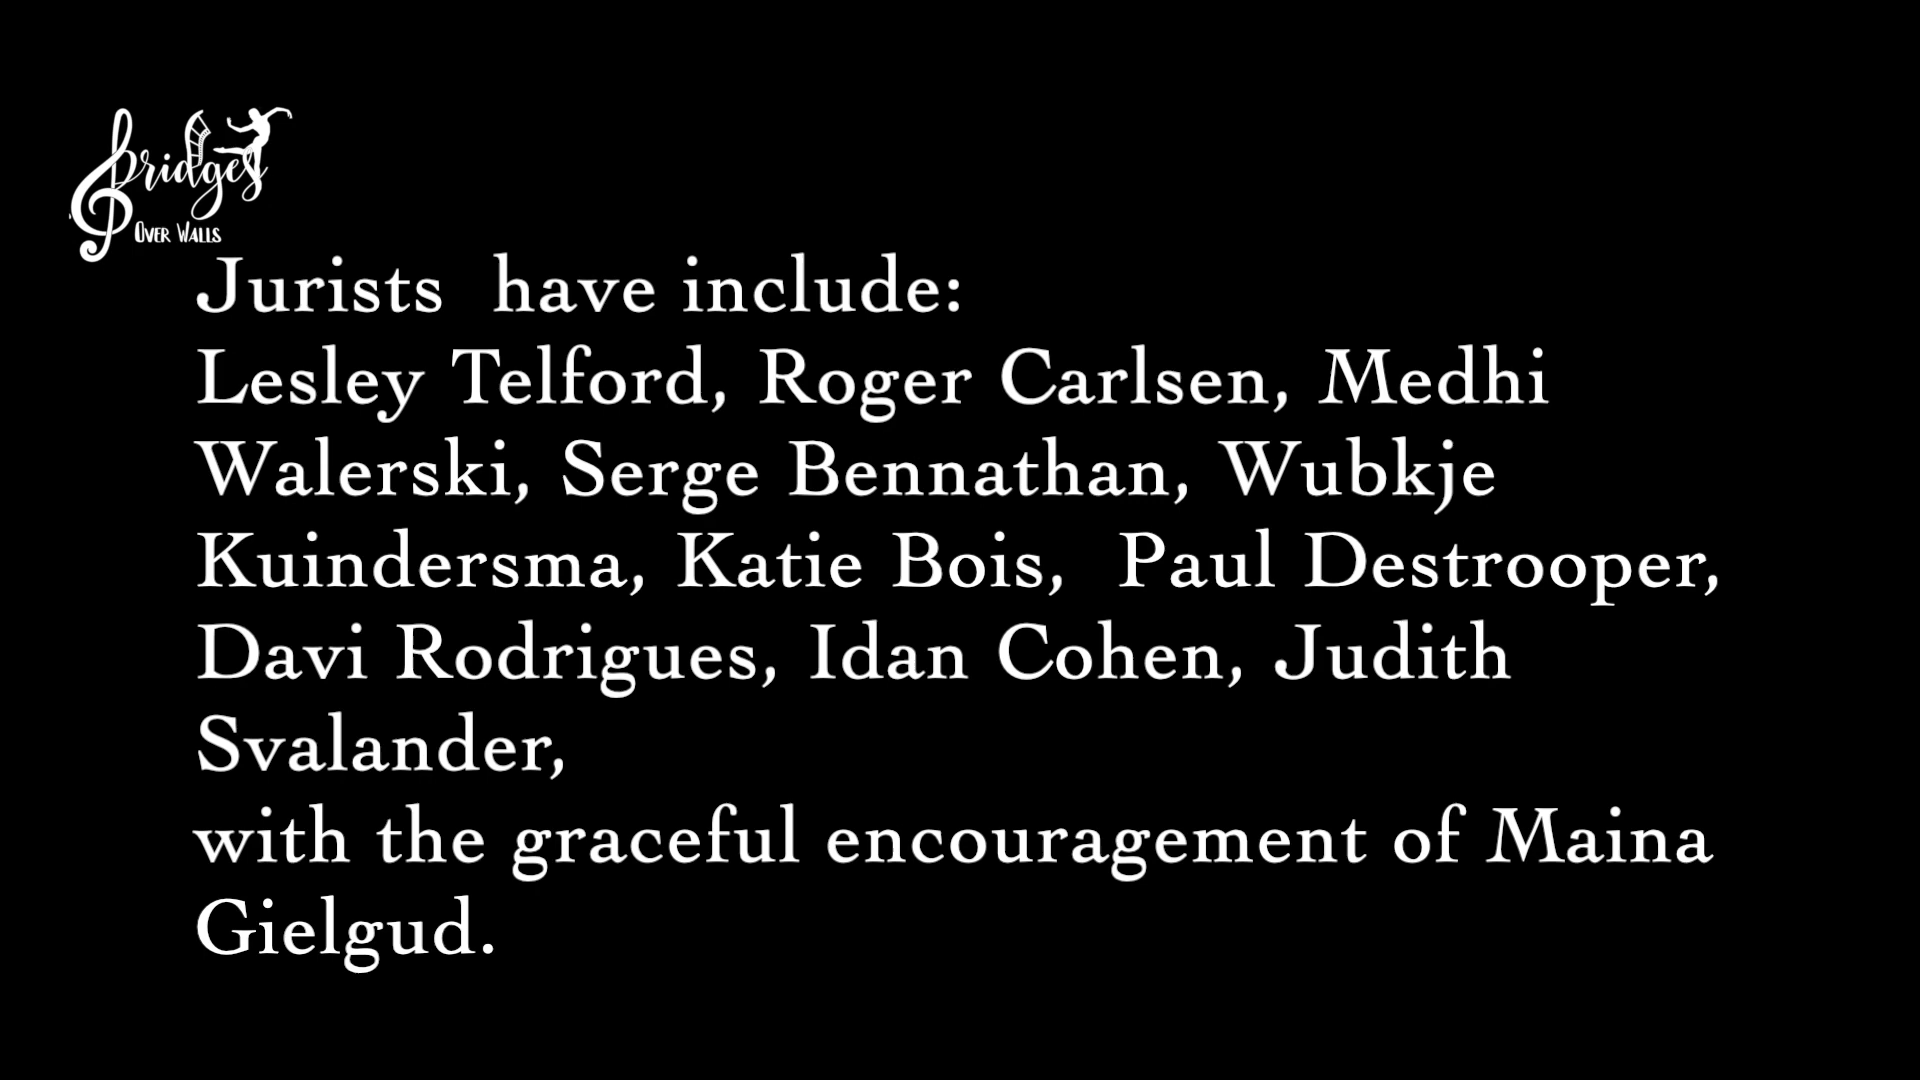 Bridges
Over Walls
Jurists  have include:
Lesley Telford, Roger Carlsen, Medhi
Walerski, Serge Bennathan, Wubkje
Kuindersma, Katie Bois,  Paul Destrooper,
Davi Rodrigues, Idan Cohen, Judith
Svalander,
with the graceful encouragement of Maina
Gielgud.